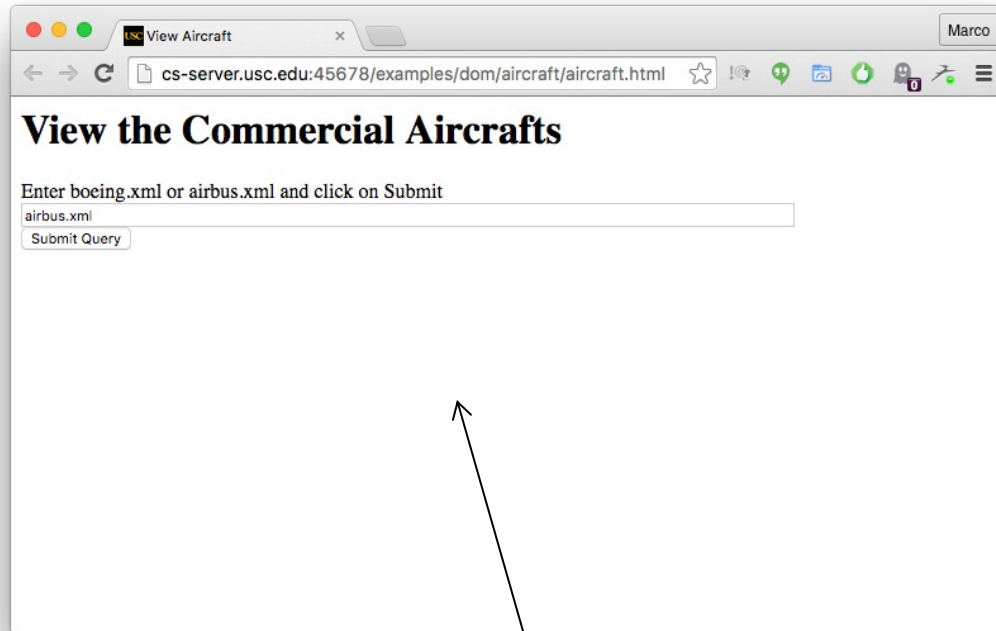 USC View Aircraft
Marco
cs-server.usc.edu:45678/examples/dom/aircraft/aircraft.html
0
View the Commercial Aircrafts
Enter boeing.xml or airbus.xml and click on Submit
airbus.xml
Submit Query